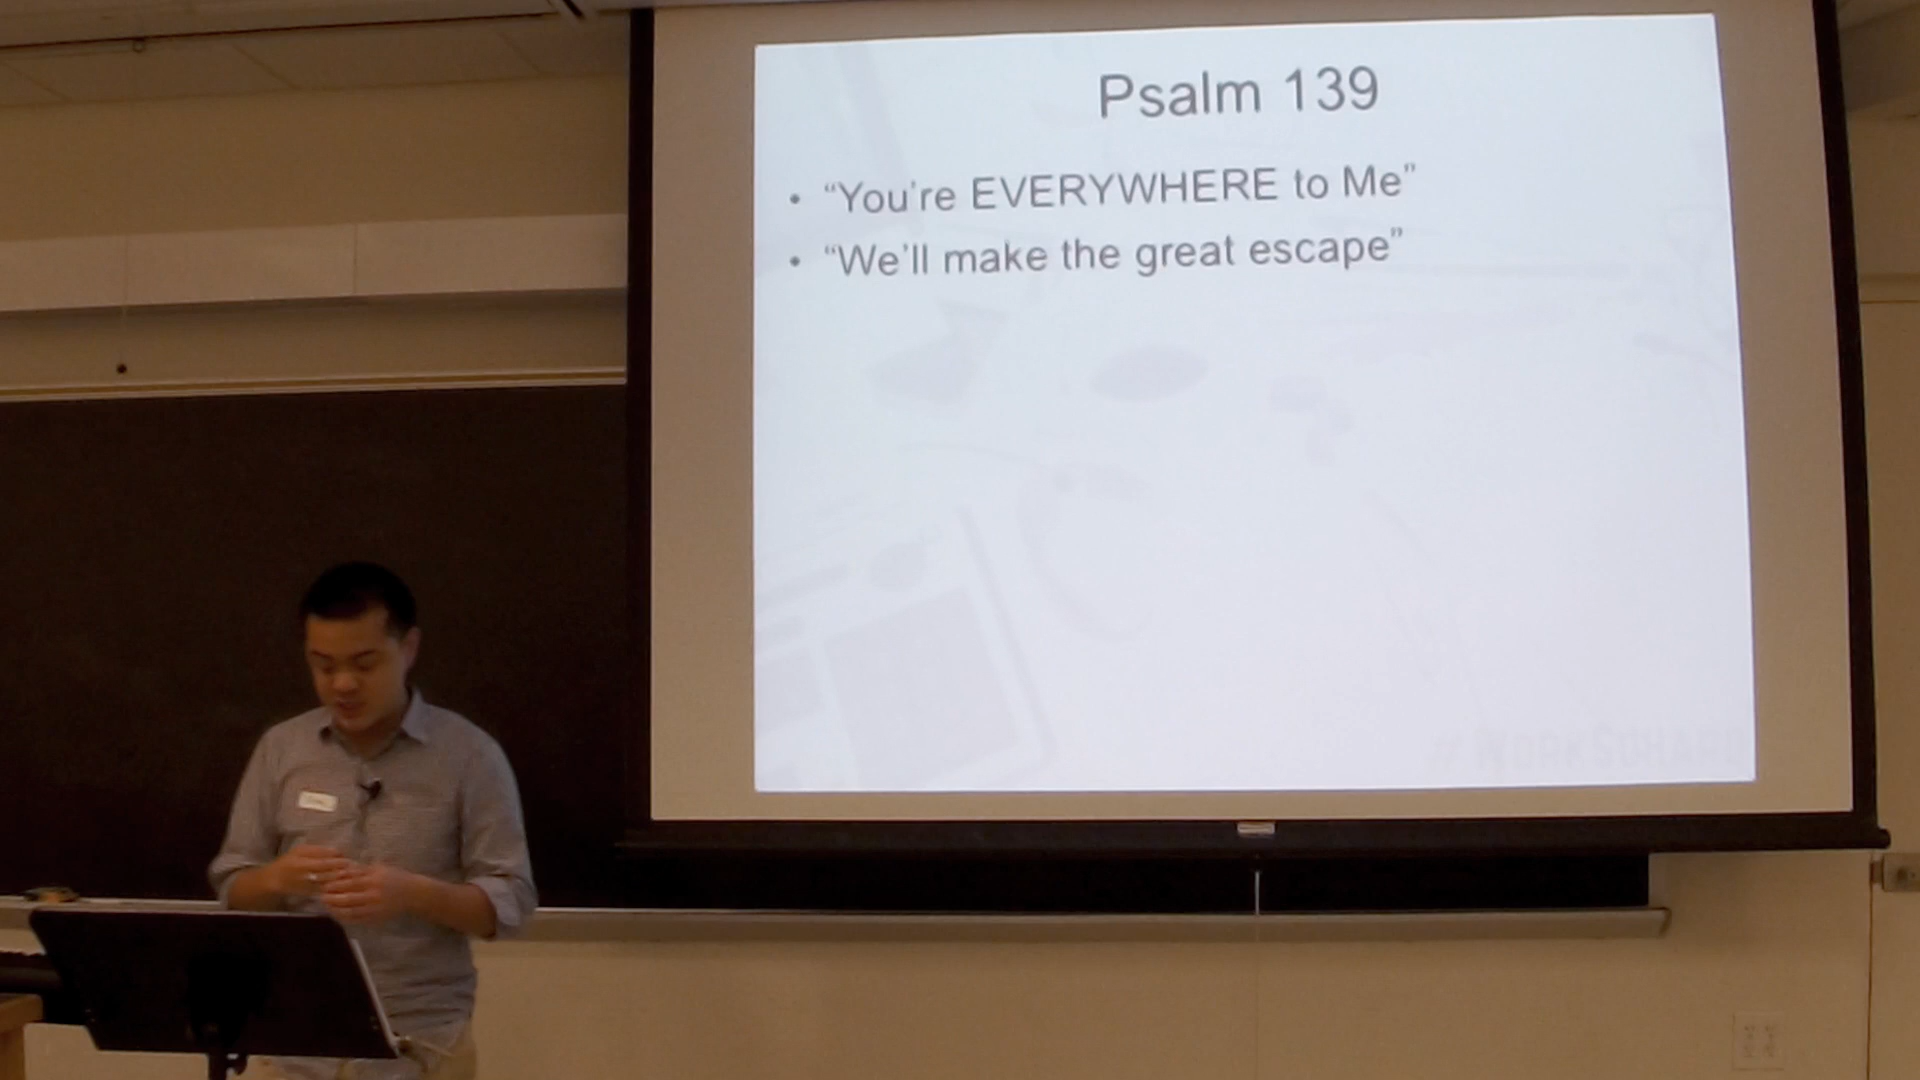 Psalm 139
• “You're EVERYWHERE to Me”
• “We'll make the great escape”